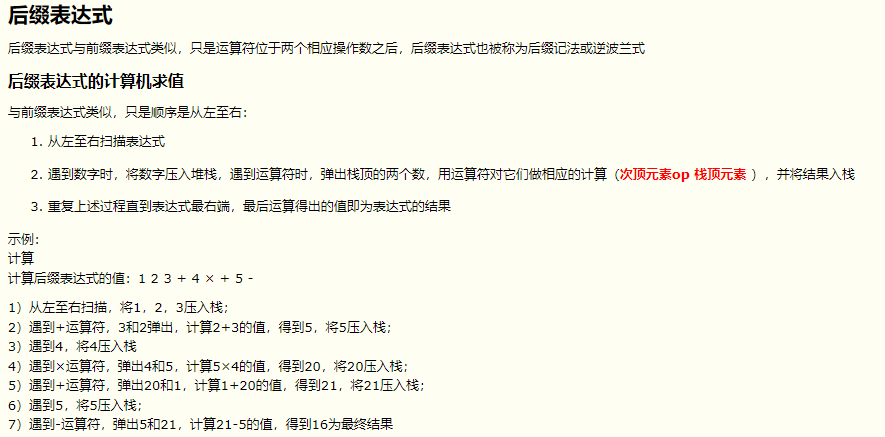 后缀表达式
后缀表达式与前缀表达式类似，只是运算符位于两个相应操作数之后，后缀表达式也被称为后缀记法或逆波兰式
后缀表达式的计算机求值
与前缀表达式类似，只是顺序是从左至右：
1. 从左至右扫描表达式
2. 遇到数字时，将数字压入堆栈，遇到运算符时，弹出栈顶的两个数，用运算符对它们做相应的计算（次顶元素op 栈顶元素 ），并将结果入栈
3. 重复上述过程直到表达式最右端，最后运算得出的值即为表达式的结果
示例：
计算
计算后缀表达式的值：1 2 3 + 4 × + 5 -
1）从左至右扫描，将1，2，3压入栈；
2）遇到+运算符，3和2弹出，计算2+3的值，得到5，将5压入栈；
3）遇到4，将4压入栈
4）遇到×运算符，弹出4和5，计算5×4的值，得到20，将20压入栈；
5）遇到+运算符，弹出20和1，计算1+20的值，得到21，将21压入栈；
6）遇到5，将5压入栈；
7）遇到-运算符，弹出5和21，计算21-5的值，得到16为最终结果